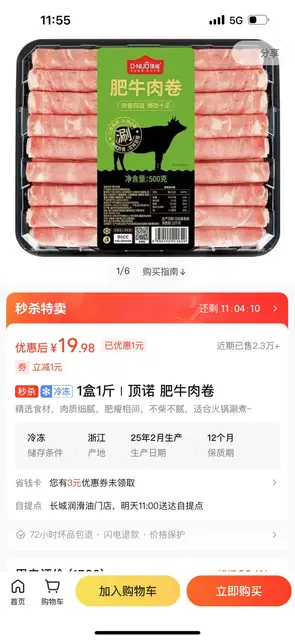 11:55
5G
分享
D·NUO顶诺
肥牛肉卷
涮
净含量:500克
PICC
1/6 购买指南↓
秒杀特卖
还剩 11:04:10 >
优惠后 ¥19.98 已优惠1元
近期已售2.3万+
券 立减1元
秒杀 冷冻 1盒1斤 | 顶诺 肥牛肉卷
精选食材，肉质细腻，肥瘦相间，不柴不腻，适合火锅涮煮~
冷冻 浙江 25年2月生产 12个月
储存条件 产地 生产日期 保质期
省钱卡 您有3元优惠券未领取 >
自提点 长城润滑油门店，明天11:00送达自提点
72小时坏品包退 · 闪电退款 · 价格保护 >
首页
购物车
加入购物车
立即购买